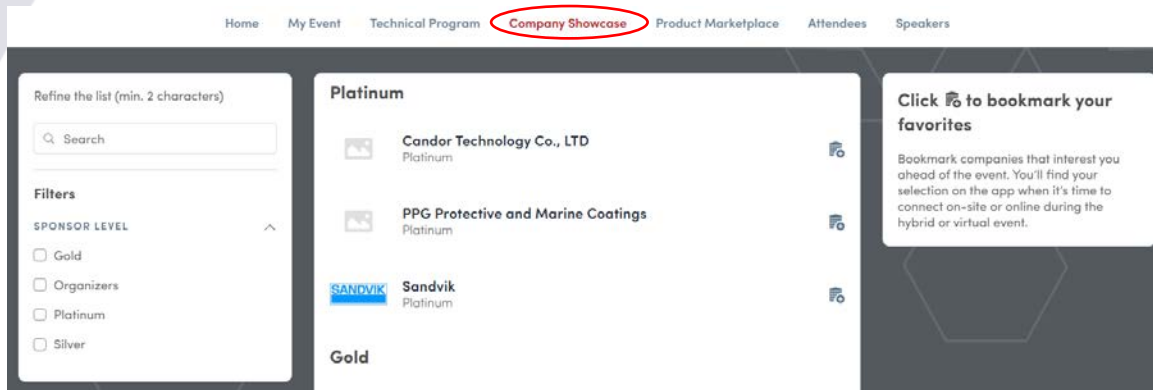 Home My Event Technical Program Company Showcase Product Marketplace Attendees Speakers
Refine the list (min. 2 characters)
Search
Filters
SPONSOR LEVEL
Gold
Organizers
Platinum
Silver
Platinum
Candor Technology Co., LTD
Platinum
PPG Protective and Marine Coatings
Platinum
SANDVIK
Sandvik
Platinum
Gold
Click to bookmark your
favorites
Bookmark companies that interest you
ahead of the event. You'll find your
selection on the app when it's time to
connect on-site or online during the
hybrid or virtual event.